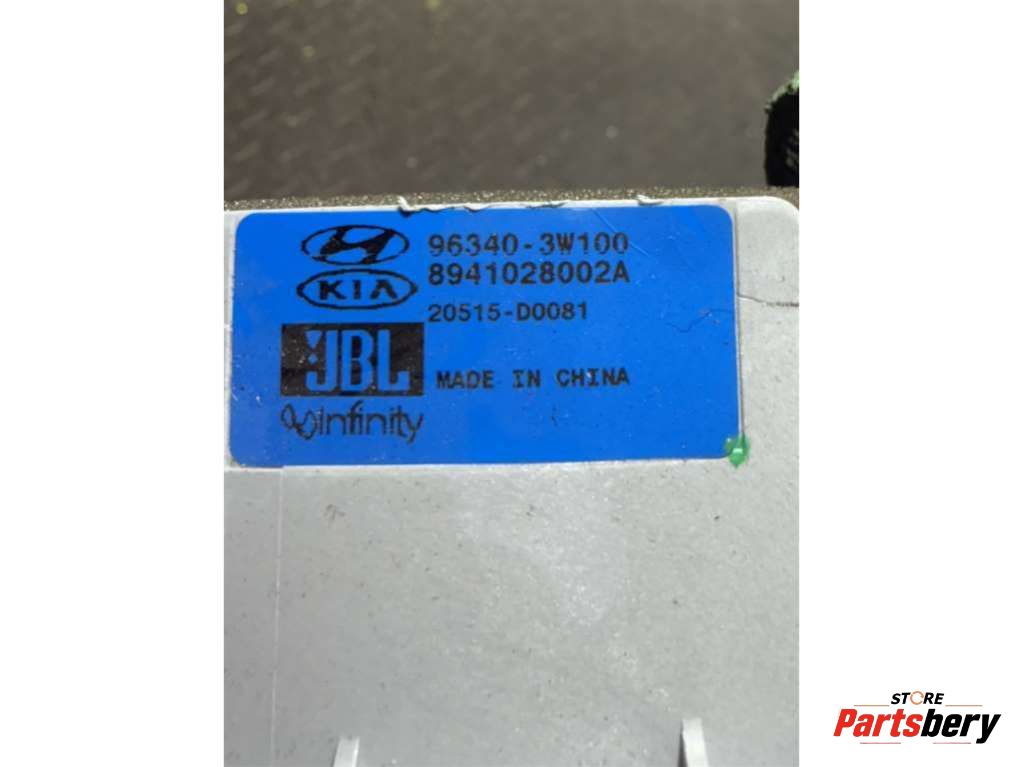 96340-3W100
KIA
8941028002A
20515-D0081
JBL
MADE IN CHINA
infinity
STORE
Partsbery